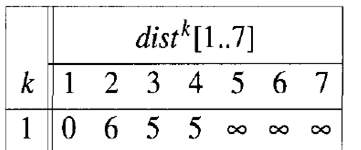 dist^k[1..7]
k 1 2 3 4 5 6 7
1 0 6 5 5 ∞ ∞ ∞